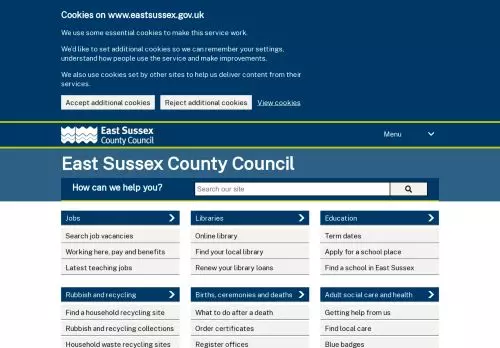 Cookies on www.eastsussex.gov.uk
We use some essential cookies to make this service work.
We'd like to set additional cookies so we can remember your settings,
understand how people use the service and make improvements.
We also use cookies set by other sites to help us deliver content from their
services.
Accept additional cookies Reject additional cookies View cookies
East Sussex
County Council
Menu
East Sussex County Council
How can we help you? Search our site
Jobs
Search job vacancies
Working here, pay and benefits
Latest teaching jobs
Libraries
Online library
Find your local library
Renew your library loans
Education
Term dates
Apply for a school place
Find a school in East Sussex
Rubbish and recycling
Find a household recycling site
Rubbish and recycling collections
Household waste recycling sites
Births, ceremonies and deaths
What to do after a death
Order certificates
Register offices
Adult social care and health
Getting help from us
Find local care
Blue badges